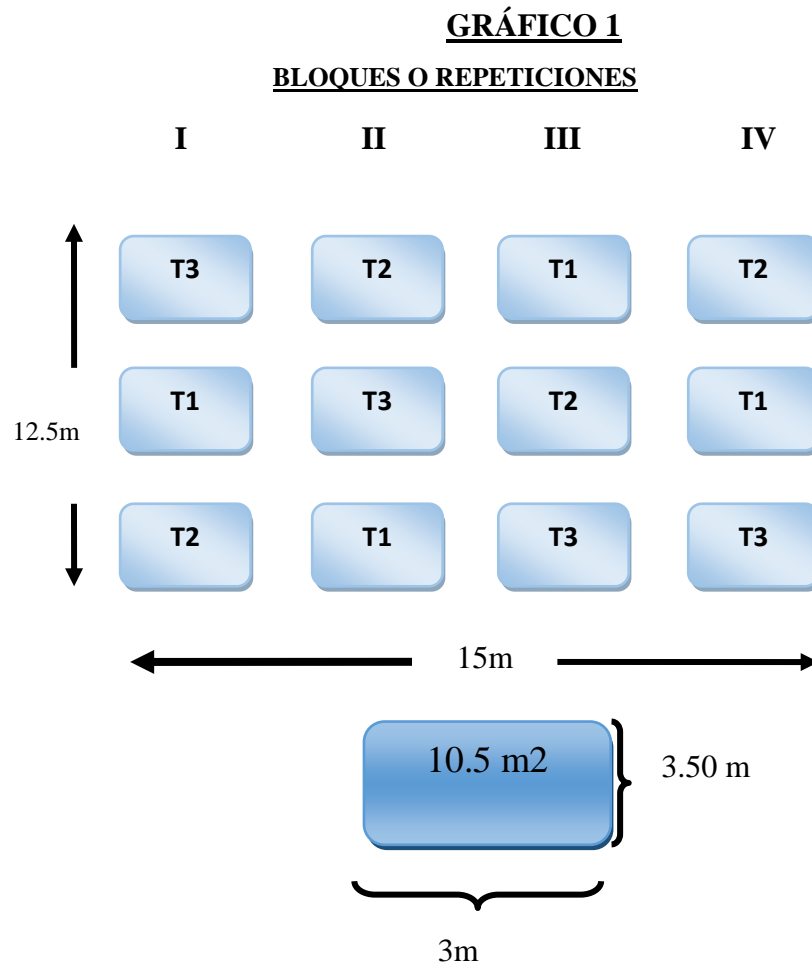 GRÁFICO 1
BLOQUES O REPETICIONES
I II III IV
T3 T2 T1 T2
T1 T3 T2 T1
12.5m
T2 T1 T3 T3
15m
10.5 m2
3.50 m
3m